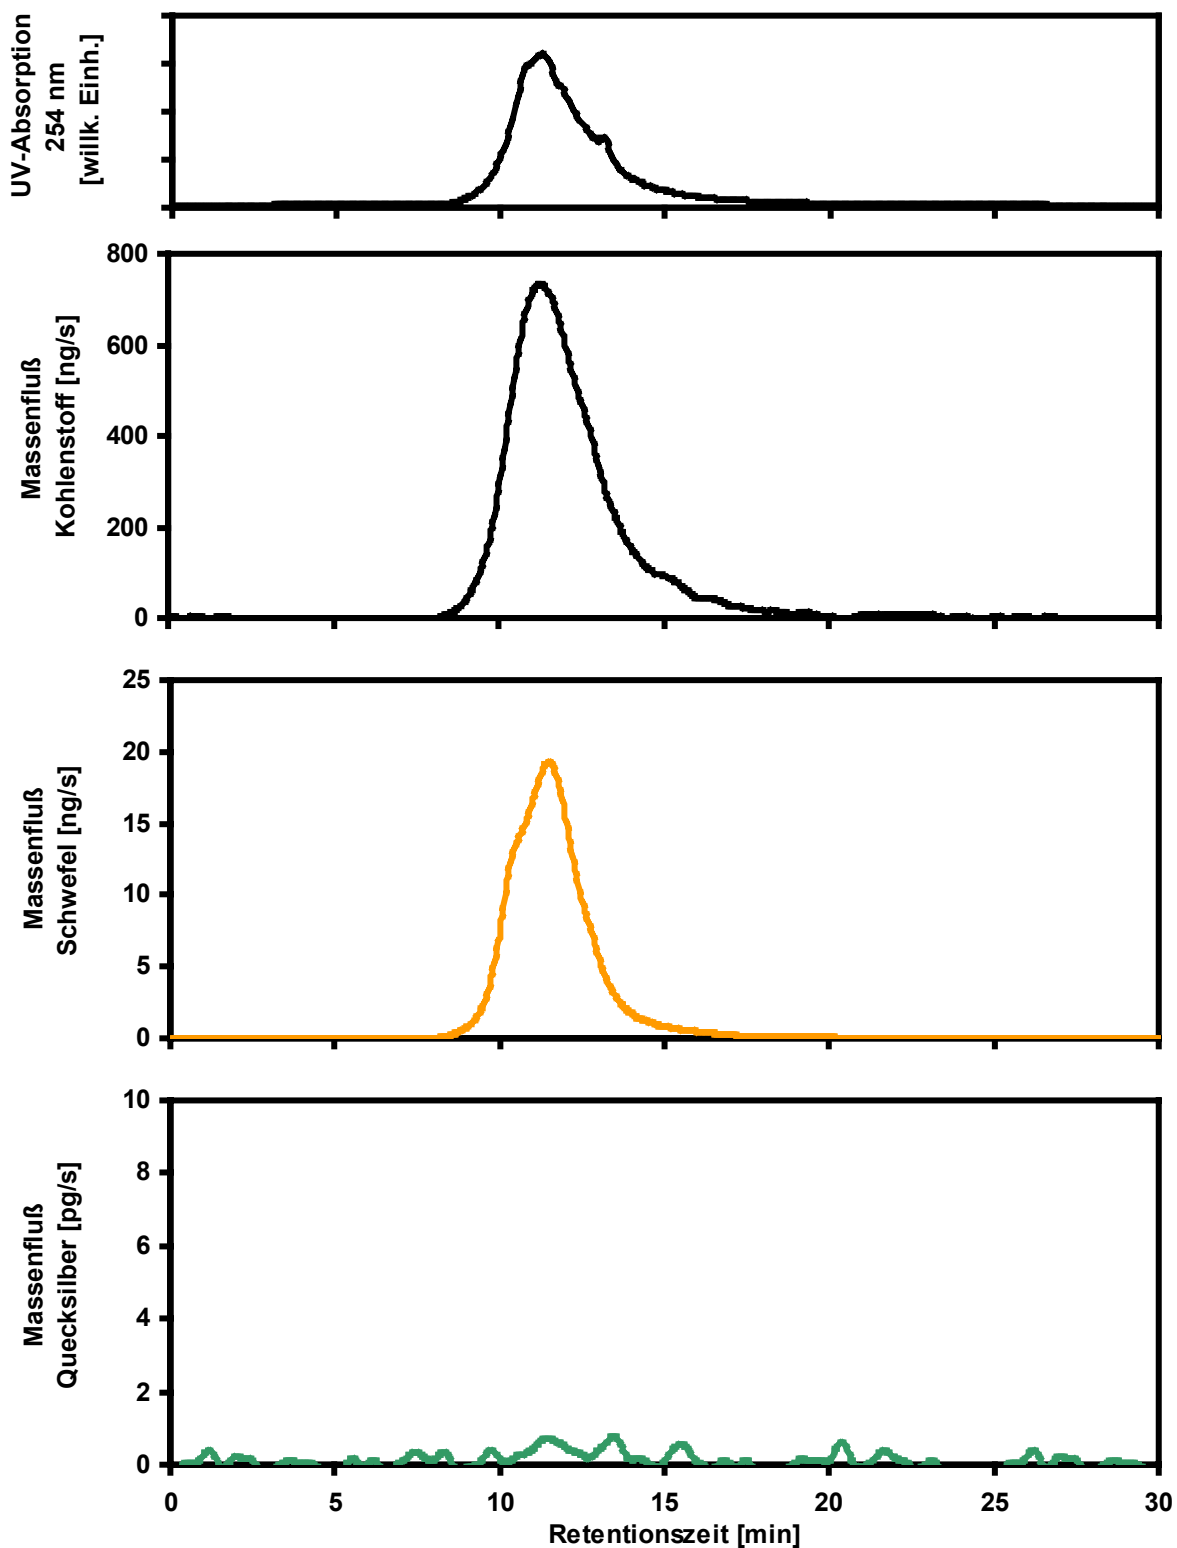 UV-Absorption
254 nm
[willk. Einh.]
Massenfluß
Kohlenstoff [ng/s]
800
600
400
200
0
Massenfluß
Schwefel [ng/s]
25
20
15
10
5
0
Massenfluß
Quecksilber [pg/s]
10
8
6
4
2
0
0 5 10 15 20 25 30
Retentionszeit [min]